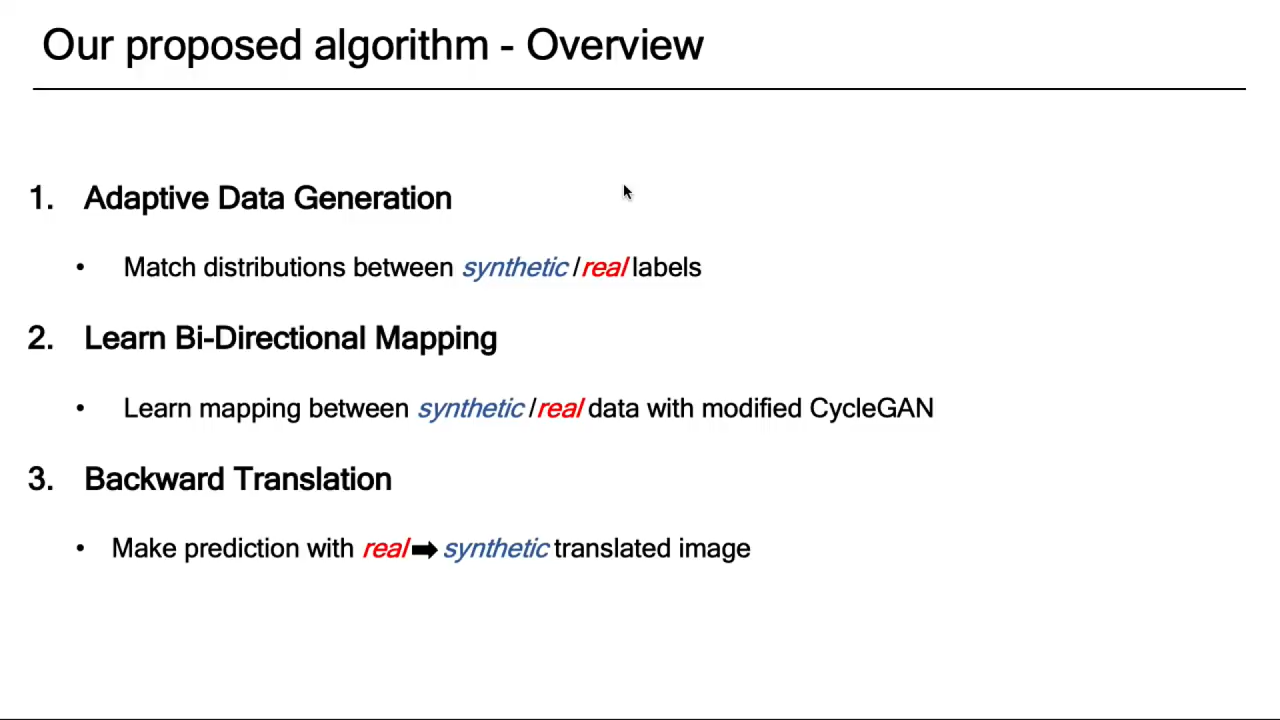 Our proposed algorithm - Overview
1. Adaptive Data Generation
• Match distributions between synthetic/real labels
2. Learn Bi-Directional Mapping
• Learn mapping between synthetic/real data with modified CycleGAN
3. Backward Translation
• Make prediction with real➡synthetic translated image